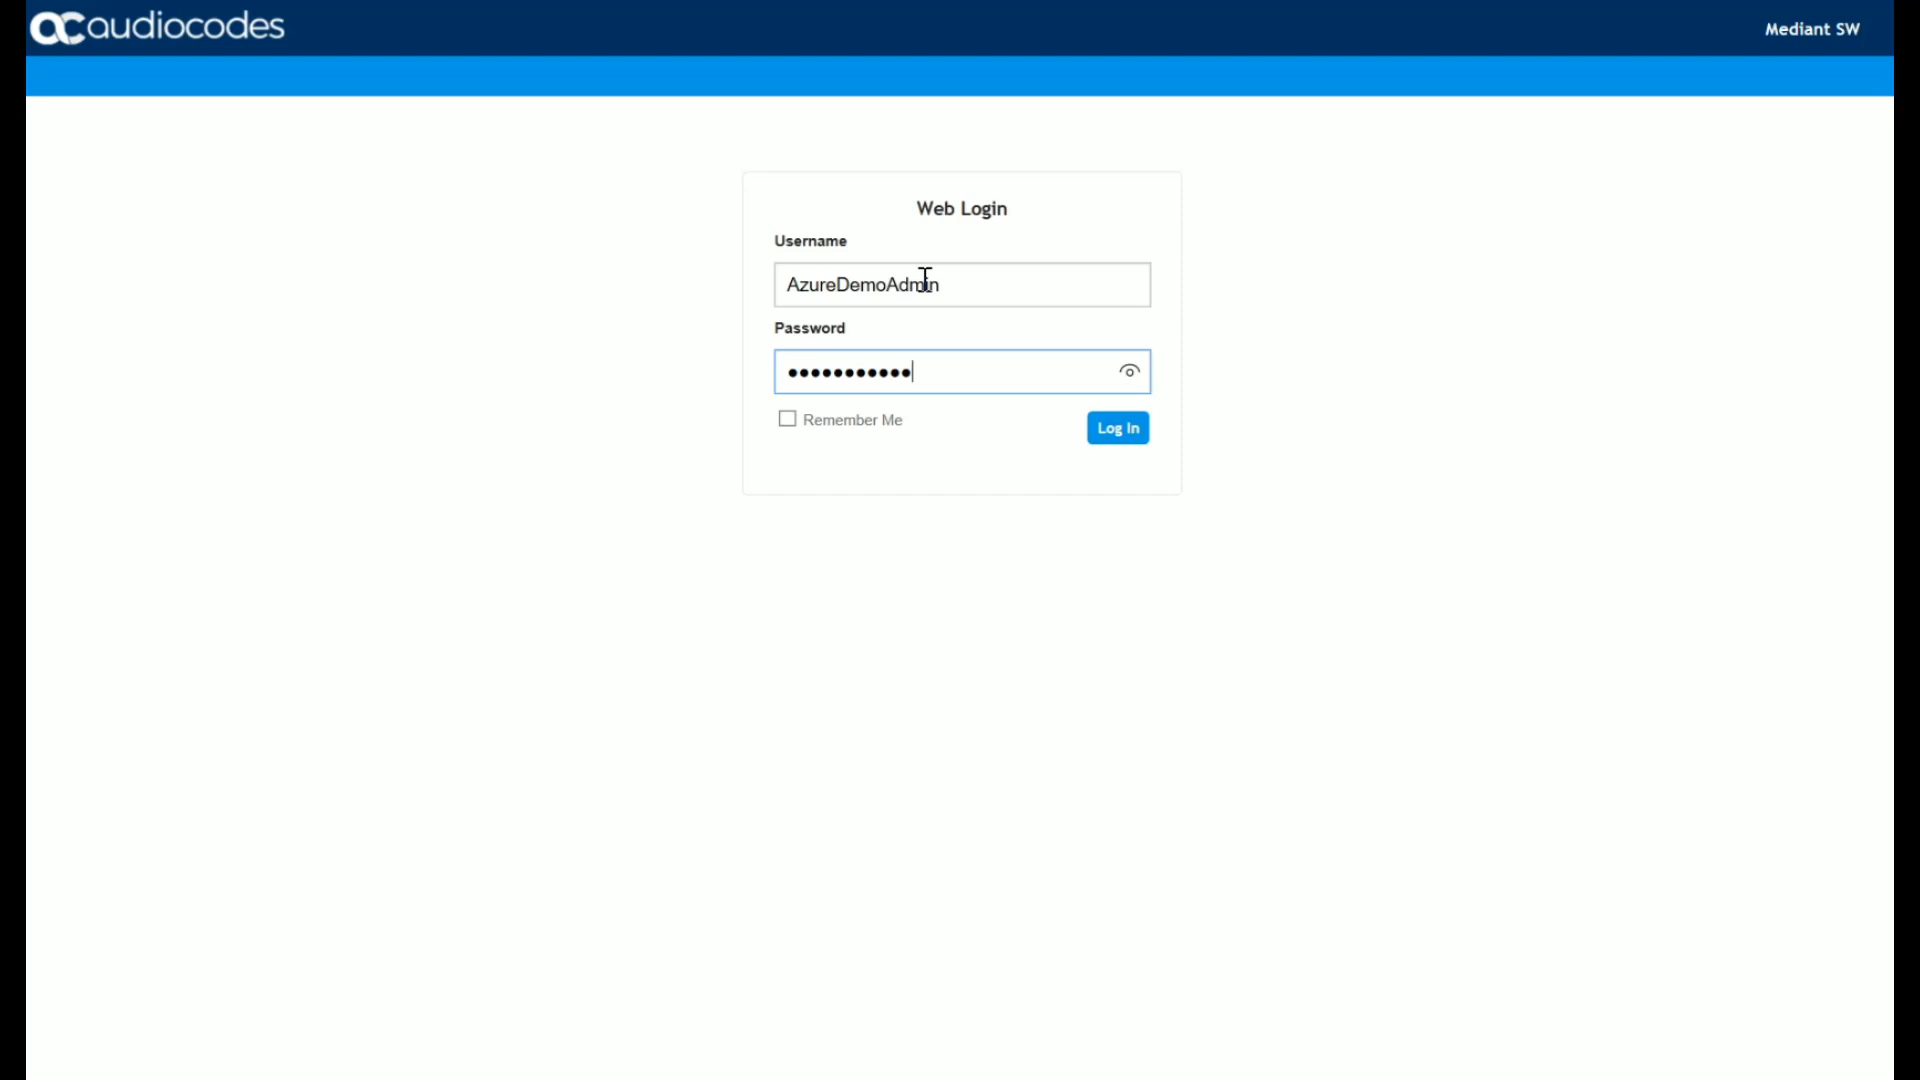 audiocodes
Mediant SW
Web Login
Username
AzureDemoAdmin
Password
•••••••••••
Remember Me
Log In